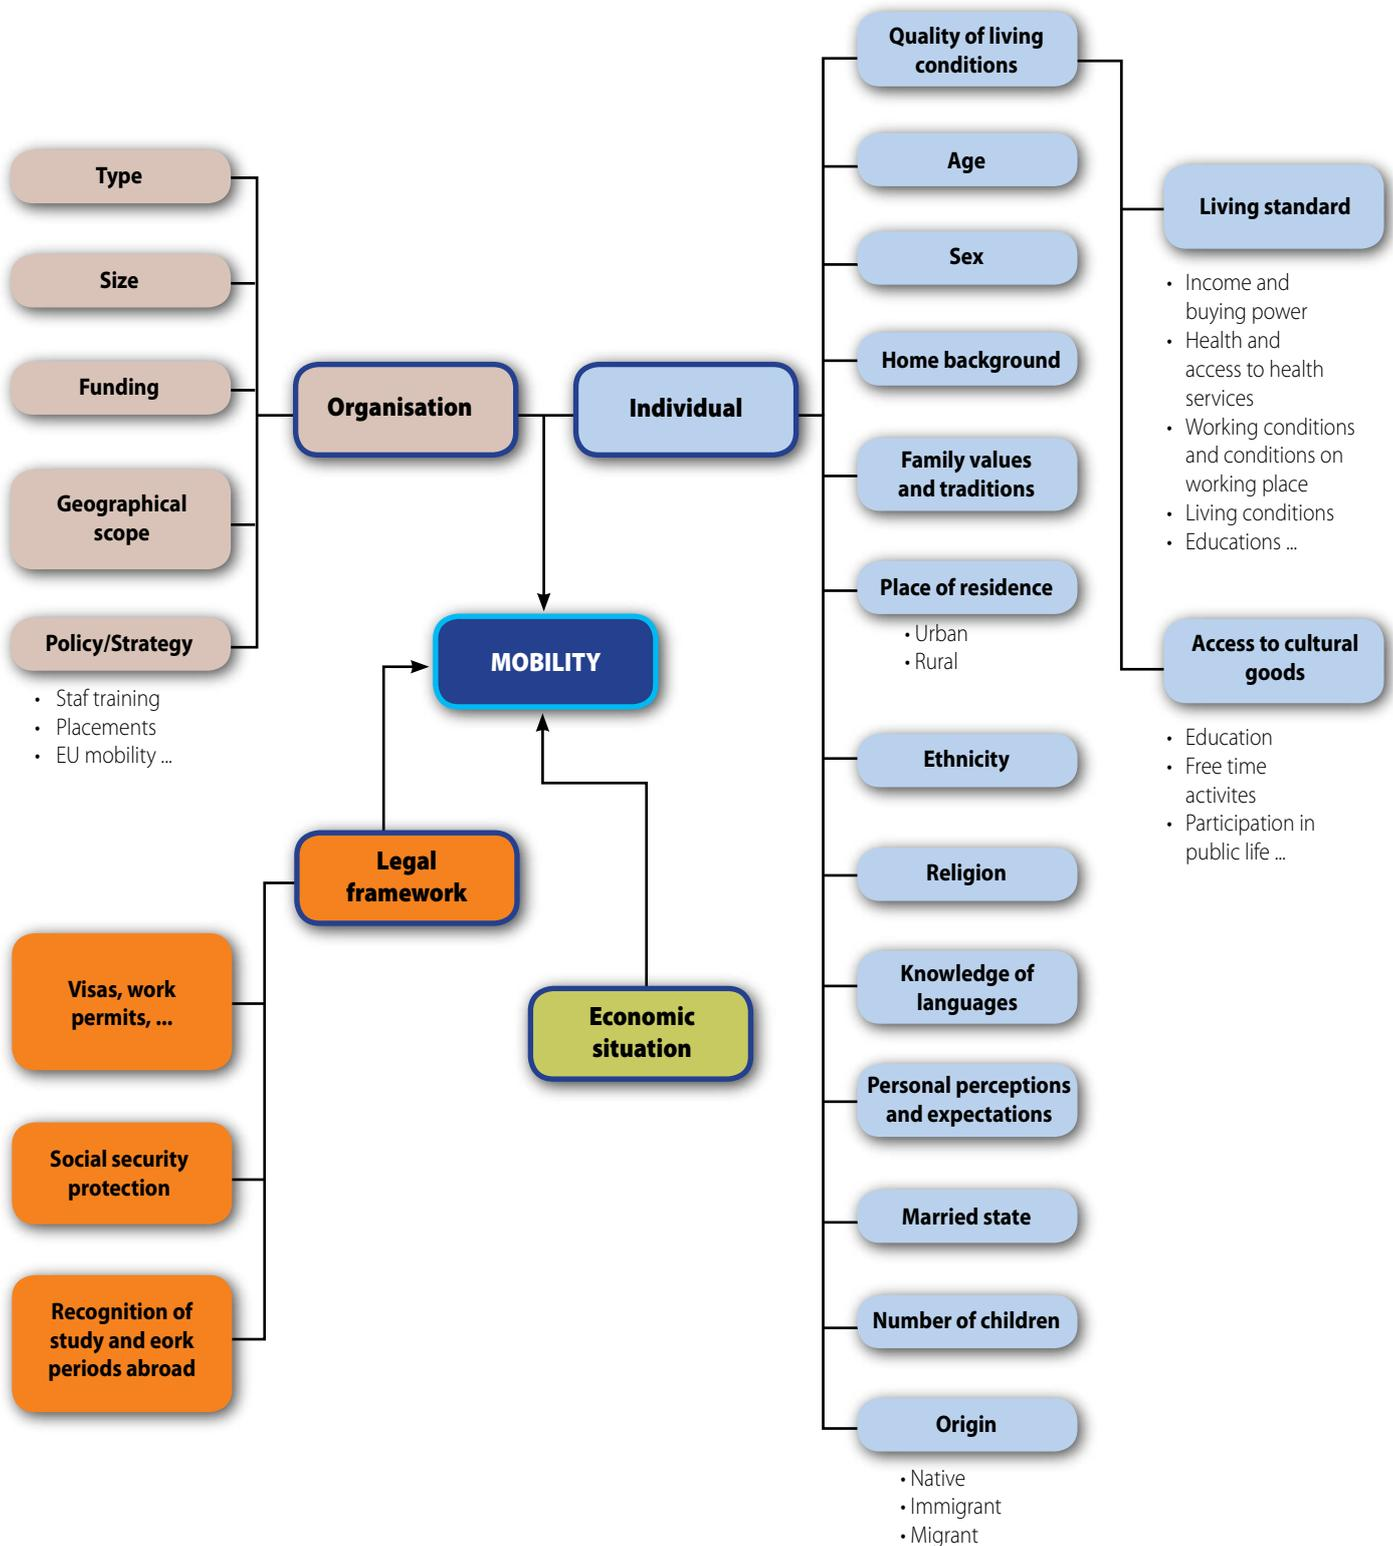 Type
Size
Funding
Geographical
scope
Policy/Strategy
• Staf training
• Placements
• EU mobility ...
Organisation
Individual
MOBILITY
Legal
framework
Economic
situation
Visas, work
permits, ...
Social security
protection
Recognition of
study and eork
periods abroad
Quality of living
conditions
Age
Sex
Home background
Family values
and traditions
Place of residence
• Urban
• Rural
Ethnicity
Religion
Knowledge of
languages
Personal perceptions
and expectations
Married state
Number of children
Origin
• Native
• Immigrant
• Migrant
Living standard
• Income and
buying power
• Health and
access to health
services
• Working conditions
and conditions on
working place
• Living conditions
• Educations ...
Access to cultural
goods
• Education
• Free time
activites
• Participation in
public life ...